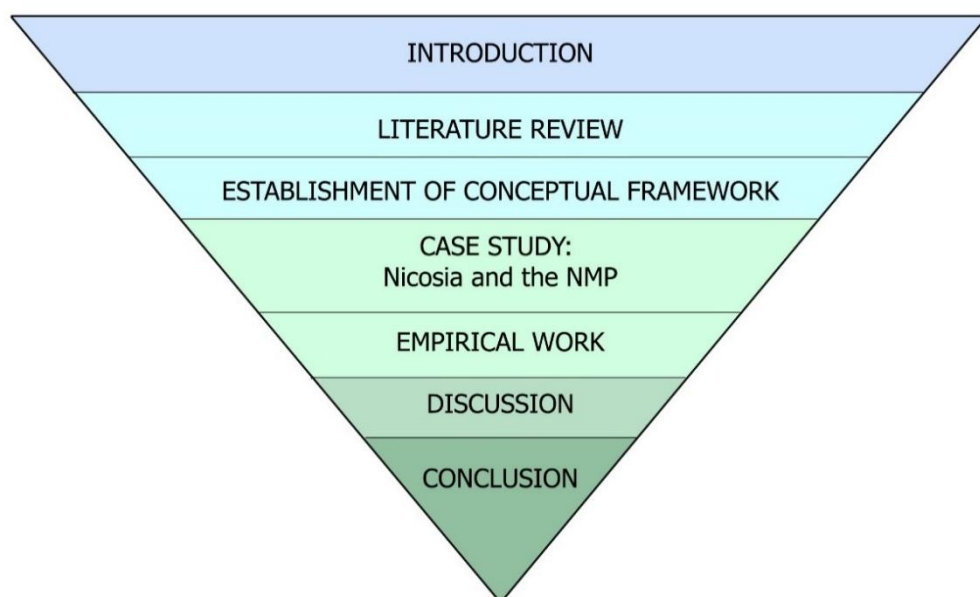 INTRODUCTION
LITERATURE REVIEW
ESTABLISHMENT OF CONCEPTUAL FRAMEWORK
CASE STUDY:
Nicosia and the NMP
EMPIRICAL WORK
DISCUSSION
CONCLUSION